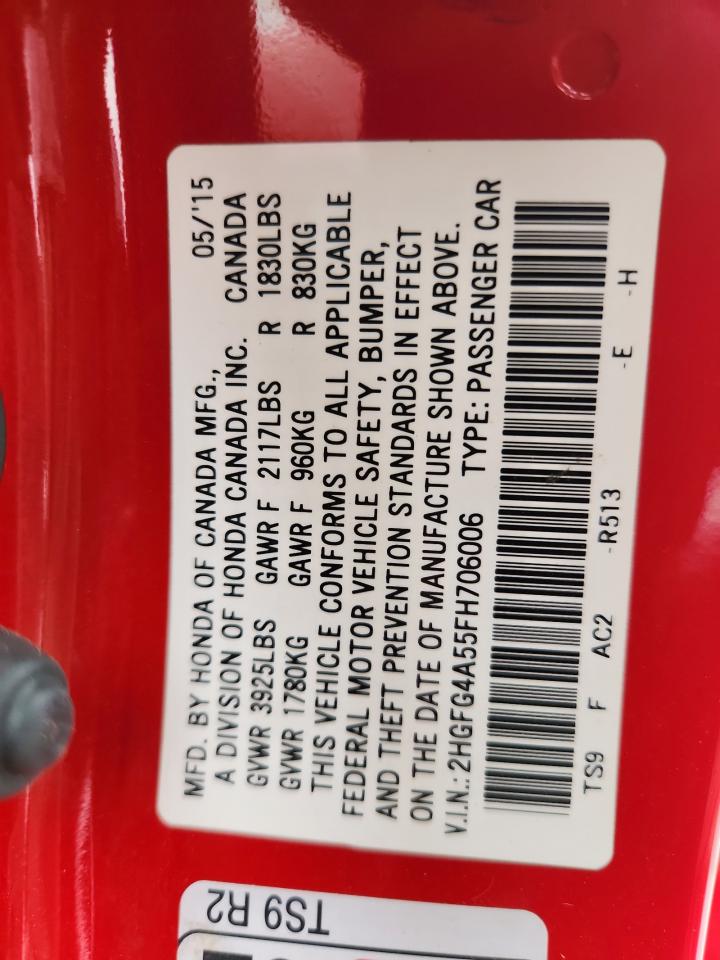 MFD. BY HONDA OF CANADA MFG., 05/'15
A DIVISION OF HONDA CANADA INC. CANADA
GVWR 3925LBS GAWR F 2117LBS R 1830LBS
GVWR 1780KG GAWR F 960KG R 830KG
THIS VEHICLE CONFORMS TO ALL APPLICABLE
FEDERAL MOTOR VEHICLE SAFETY, BUMPER,
AND THEFT PREVENTION STANDARDS IN EFFECT
ON THE DATE OF MANUFACTURE SHOWN ABOVE.
V.I.N.: 2HGFG4A55FH706006 TYPE: PASSENGER CAR
TS9 F AC2 -R513 -E -H
TS9 R2